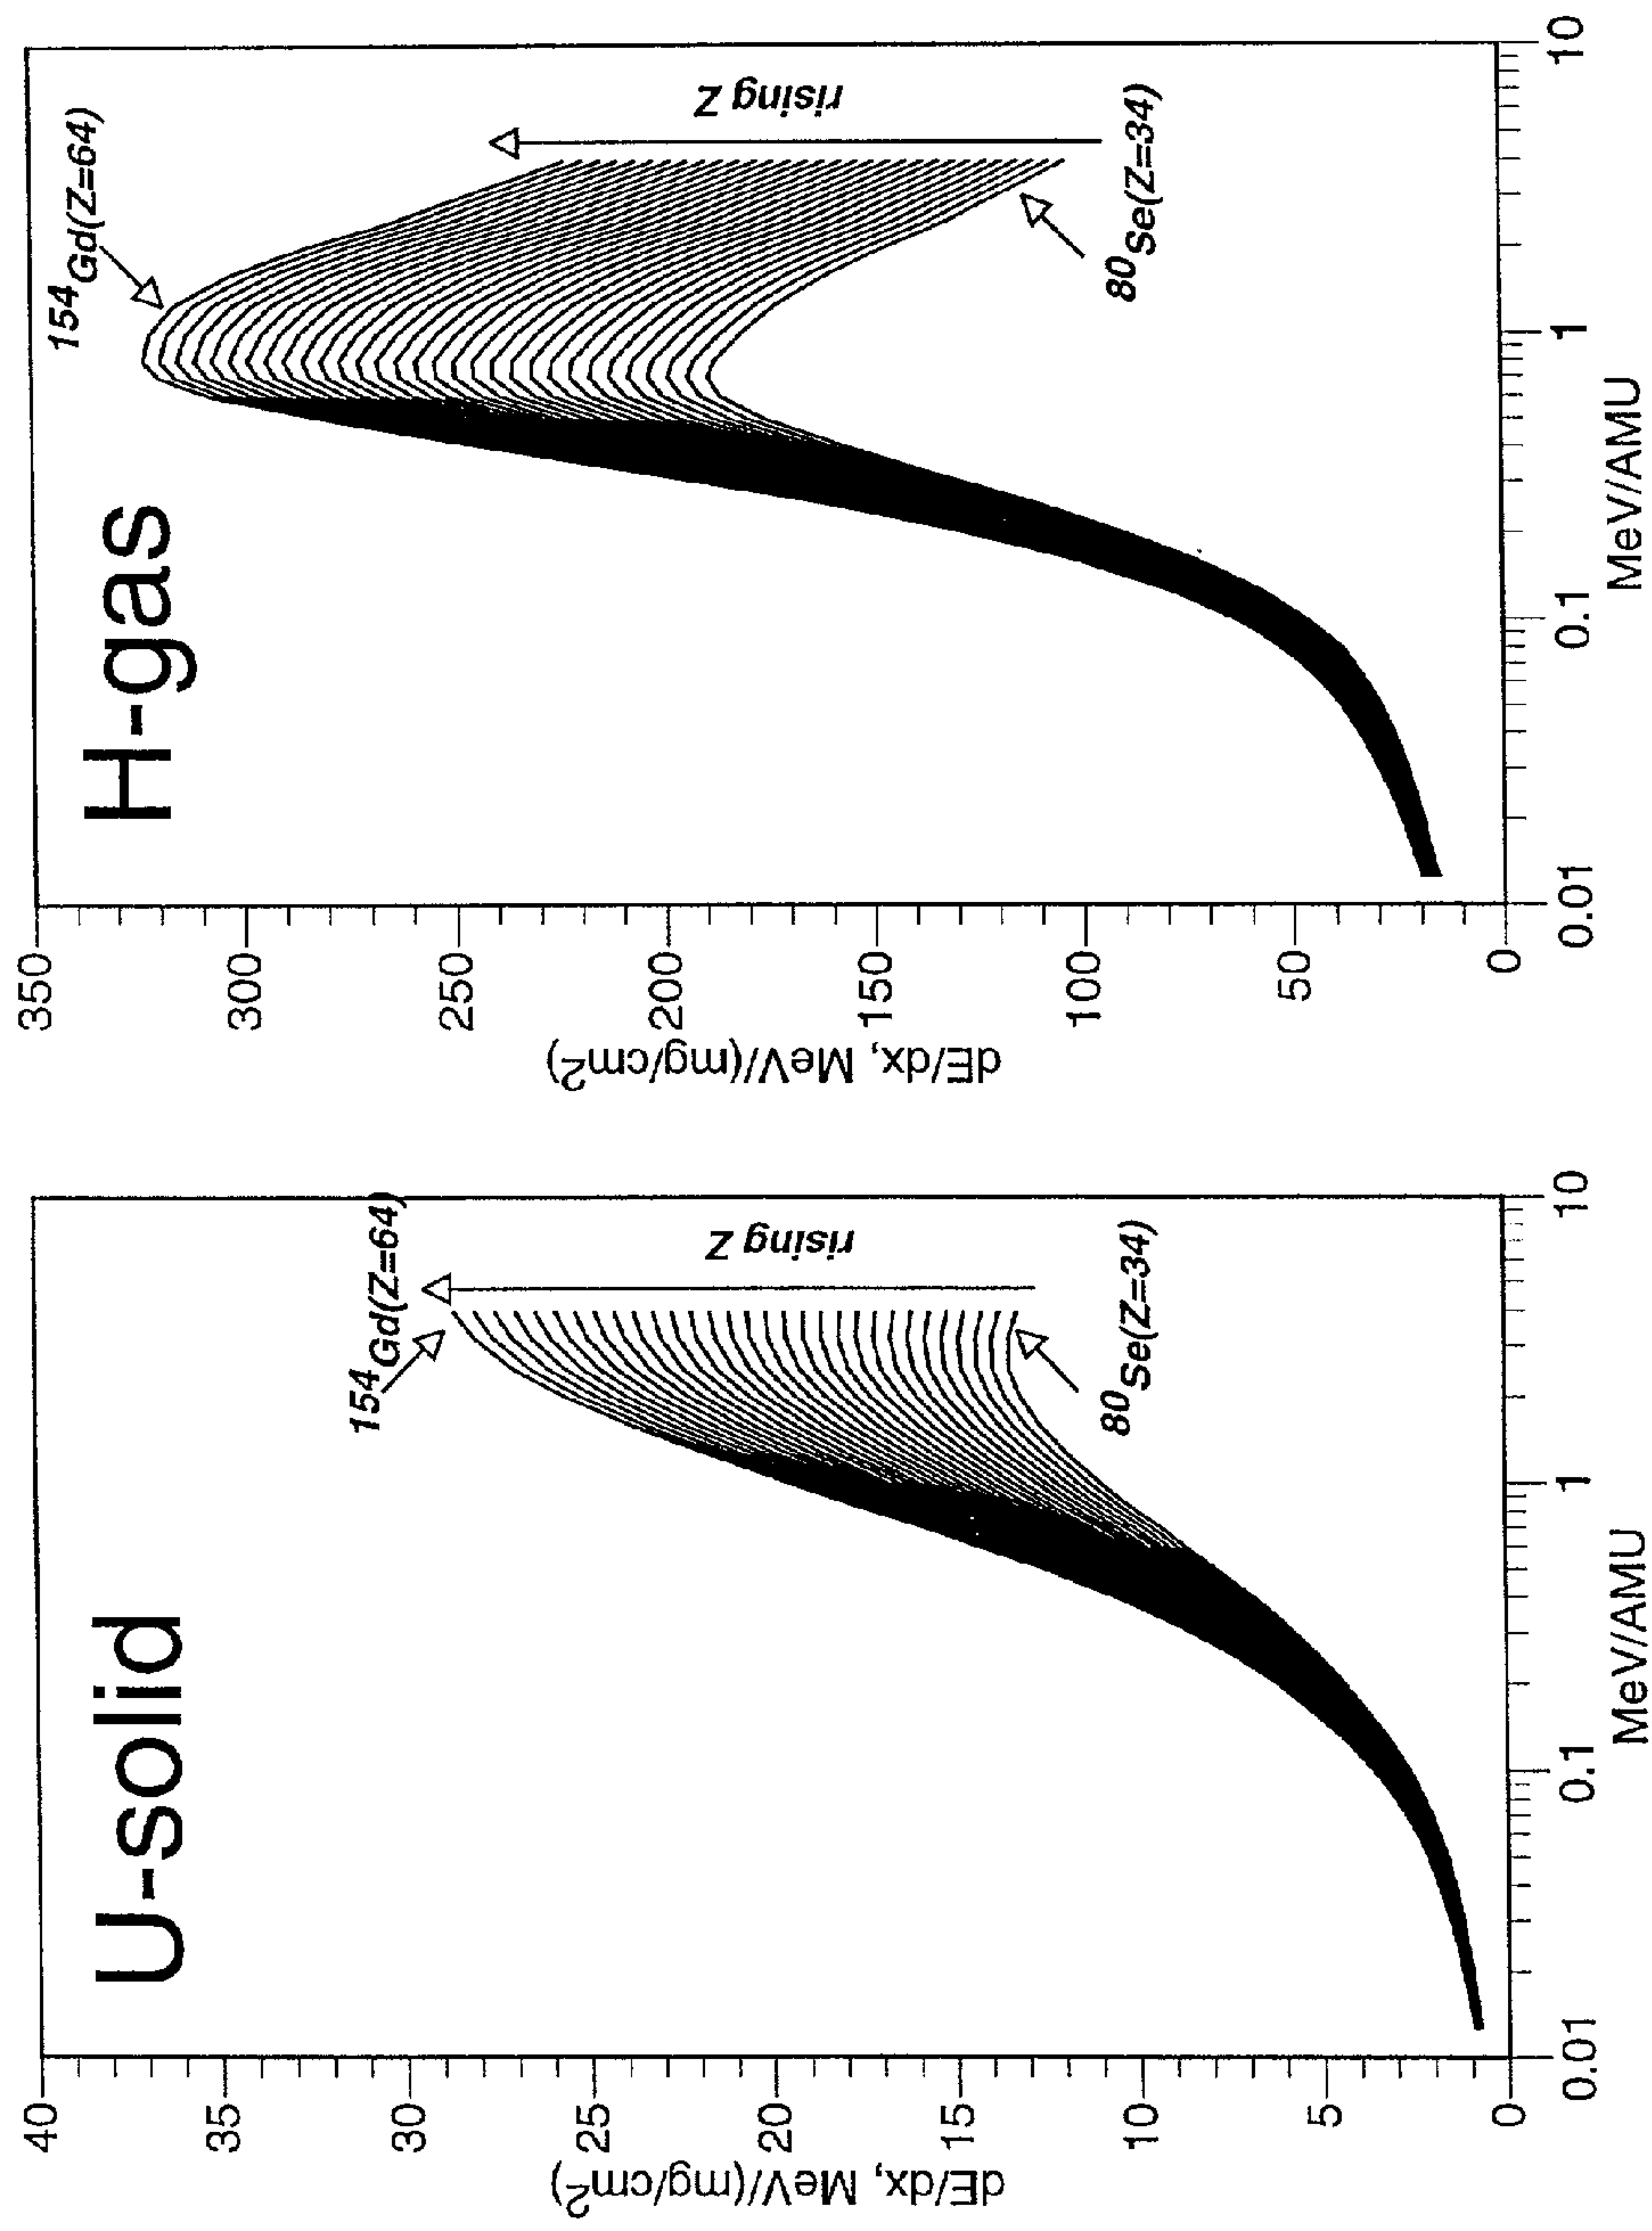 U-solid
40
35
30
25
20
15
10
5
0
dE/dx, MeV/(mg/cm²)
0.01
0.1
1
10
MeV/AMU
¹⁵⁴Gd(Z=64)
rising Z
⁸⁰Se(Z=34)
H-gas
350
300
250
200
150
100
50
0
dE/dx, MeV/(mg/cm²)
0.01
0.1
1
10
MeV/AMU
¹⁵⁴Gd(Z=64)
rising Z
⁸⁰Se(Z=34)